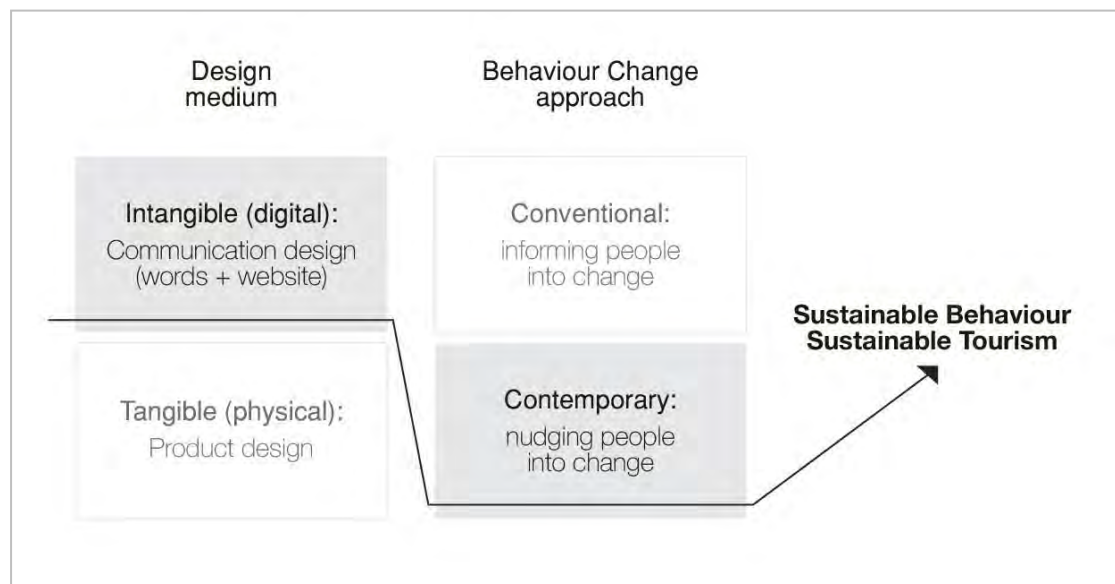 Design
medium
Behaviour Change
approach
Intangible (digital):
Communication design
(words + website)
Conventional:
informing people
into change
Tangible (physical):
Product design
Contemporary:
nudging people
into change
Sustainable Behaviour
Sustainable Tourism